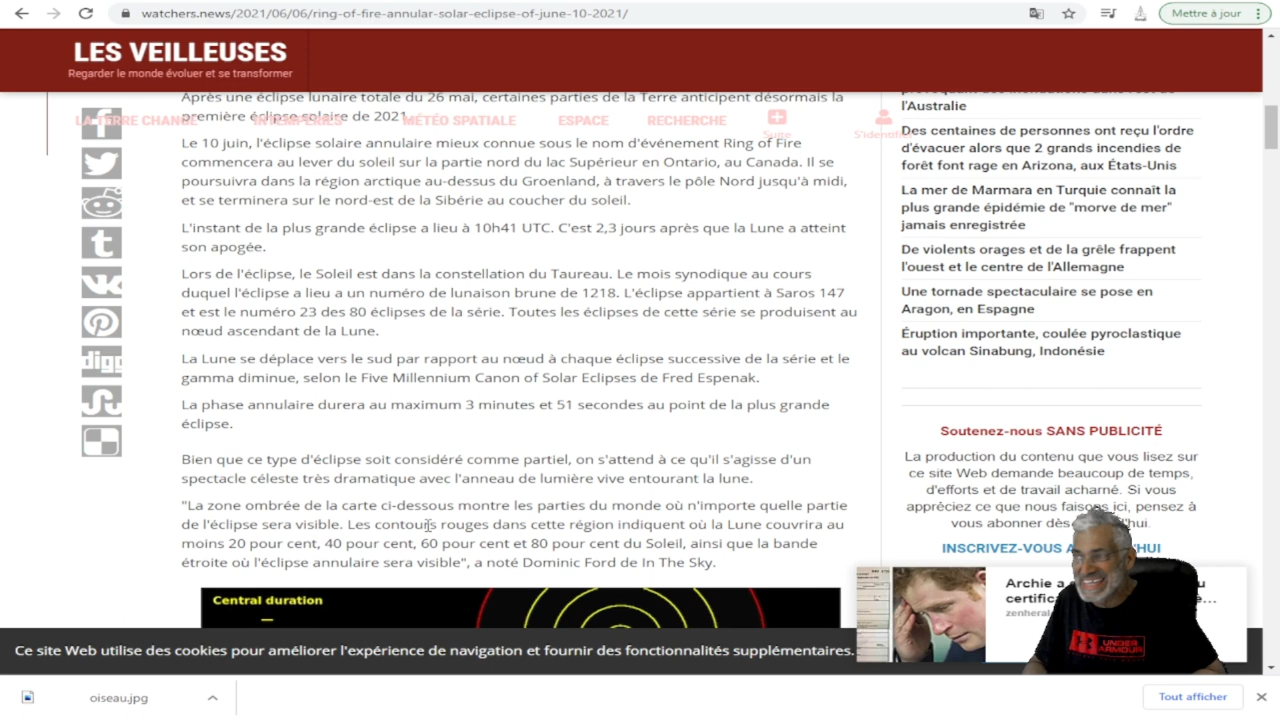 watchers.news/2021/06/06/ring-of-fire-annular-solar-eclipse-of-june-10-2021/
Mettre à jour
LES VEILLEUSES
Regarder le monde évoluer et se transformer
LA TERRE CHANGE
INTEMPÉRIES
MÉTÉO SPATIALE
ESPACE
RECHERCHE
Suite
S'identifier
Après une éclipse lunaire totale du 26 mai, certaines parties de la Terre anticipent désormais la
première éclipse solaire de 2021.
Le 10 juin, l'éclipse solaire annulaire mieux connue sous le nom d'événement Ring of Fire
commencera au lever du soleil sur la partie nord du lac Supérieur en Ontario, au Canada. Il se
poursuivra dans la région arctique au-dessus du Groenland, à travers le pôle Nord jusqu'à midi,
et se terminera sur le nord-est de la Sibérie au coucher du soleil.
L'instant de la plus grande éclipse a lieu à 10h41 UTC. C'est 2,3 jours après que la Lune a atteint
son apogée.
Lors de l'éclipse, le Soleil est dans la constellation du Taureau. Le mois synodique au cours
duquel l'éclipse a lieu a un numéro de lunaison brune de 1218. L'éclipse appartient à Saros 147
et est le numéro 23 des 80 éclipses de la série. Toutes les éclipses de cette série se produisent au
nœud ascendant de la Lune.
La Lune se déplace vers le sud par rapport au nœud à chaque éclipse successive de la série et le
gamma diminue, selon le Five Millennium Canon of Solar Eclipses de Fred Espenak.
La phase annulaire durera au maximum 3 minutes et 51 secondes au point de la plus grande
éclipse.
Bien que ce type d'éclipse soit considéré comme partiel, on s'attend à ce qu'il s'agisse d'un
spectacle céleste très dramatique avec l'anneau de lumière vive entourant la lune.
"La zone ombrée de la carte ci-dessous montre les parties du monde où n'importe quelle partie
de l'éclipse sera visible. Les contours rouges dans cette région indiquent où la Lune couvrira au
moins 20 pour cent, 40 pour cent, 60 pour cent et 80 pour cent du Soleil, ainsi que la bande
étroite où l'éclipse annulaire sera visible", a noté Dominic Ford de In The Sky.
Central duration
digg
l'Australie
Des centaines de personnes ont reçu l'ordre
d'évacuer alors que 2 grands incendies de
forêt font rage en Arizona, aux États-Unis
La mer de Marmara en Turquie connaît la
plus grande épidémie de "morve de mer"
jamais enregistrée
De violents orages et de la grêle frappent
l'ouest et le centre de l'Allemagne
Une tornade spectaculaire se pose en
Aragon, en Espagne
Éruption importante, coulée pyroclastique
au volcan Sinabung, Indonésie
Soutenez-nous SANS PUBLICITÉ
La production du contenu que vous lisez sur
ce site Web demande beaucoup de temps,
d'efforts et de travail acharné. Si vous
appréciez ce que nous faisons ici, pensez à
vous abonner dès aujourd'hui.
INSCRIVEZ-VOUS
Archie a
certific
zenheral
UNDER
ARMOUR
Ce site Web utilise des cookies pour améliorer l'expérience de navigation et fournir des fonctionnalités supplémentaires.
oiseau.jpg
Tout afficher